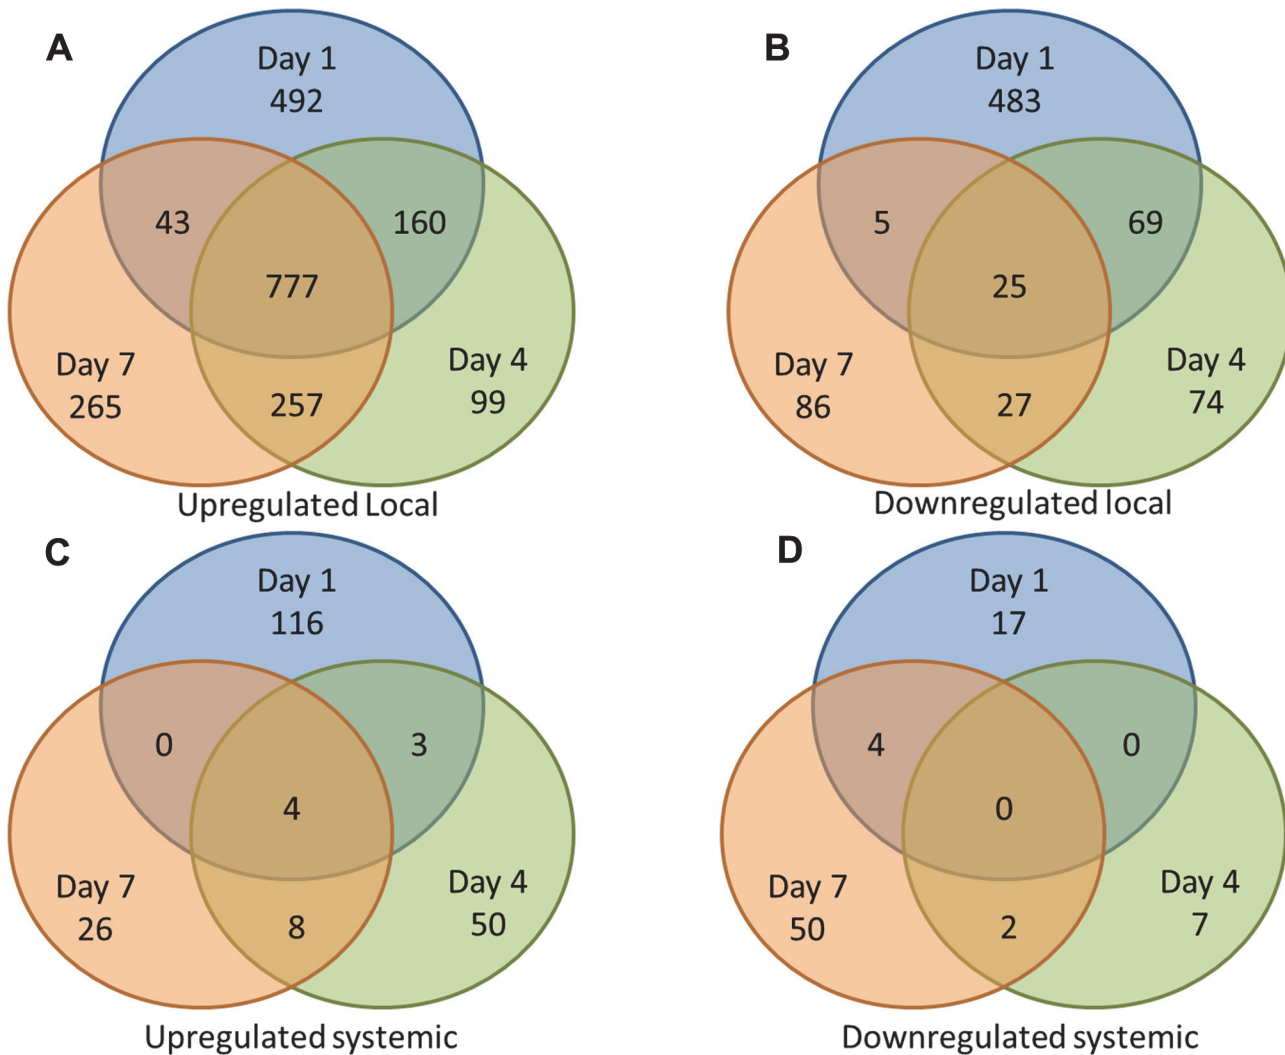 A
Day 1
492
43
160
777
Day 7
265
257
Day 4
99
Upregulated Local
B
Day 1
483
5
69
25
Day 7
86
27
Day 4
74
Downregulated local
C
Day 1
116
0
3
4
Day 7
26
8
Day 4
50
Upregulated systemic
D
Day 1
17
4
0
0
Day 7
50
2
Day 4
7
Downregulated systemic